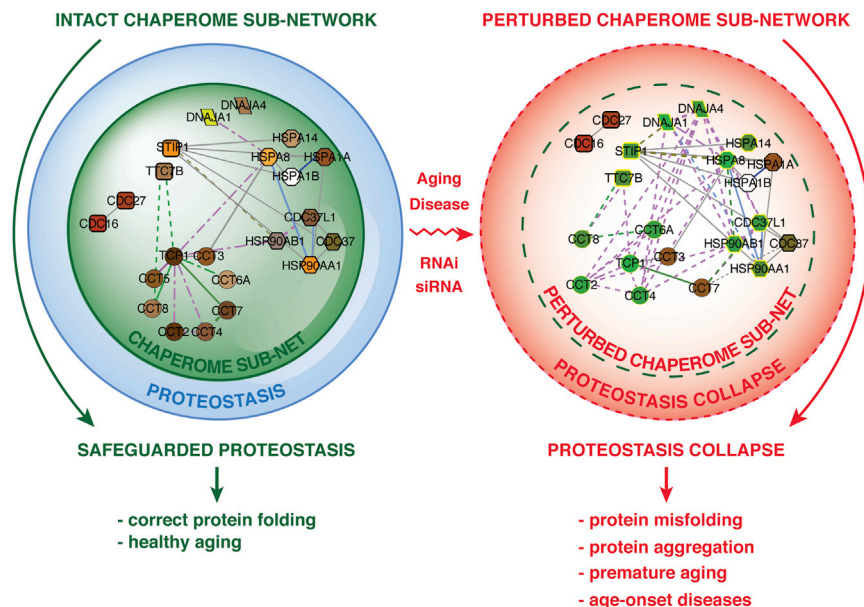 INTACT CHAPEROME SUB-NETWORK
DNAJA4
DNAJA1
STIP1
HSPA14
HSPA8
HSPA1A
TTC7B
HSPA1B
CDC27
CDC16
CDC37L1
HSP90AB1
CDC37
TCP1
CCT3
HSP90AA1
CCT5
CCT6A
CCT8
CCT7
CCT2
CCT4
CHAPEROME SUB-NET
PROTEOSTASIS
SAFEGUARDED PROTEOSTASIS
- correct protein folding
- healthy aging
Aging
Disease
RNAi
siRNA
PERTURBED CHAPEROME SUB-NETWORK
DNAJA4
CDC27
DNAJA1
CDC16
STIP1
HSPA14
HSPA8
HSPA1A
TTC7B
HSPA1B
CDC37L1
CCT6A
CCT8
HSP90AB1
CDC37
CCT3
TCP1
HSP90AA1
CCT2
CCT4
CCT7
PERTURBED CHAPEROME SUB-NET
PROTEOSTASIS COLLAPSE
PROTEOSTASIS COLLAPSE
- protein misfolding
- protein aggregation
- premature aging
- age-onset diseases